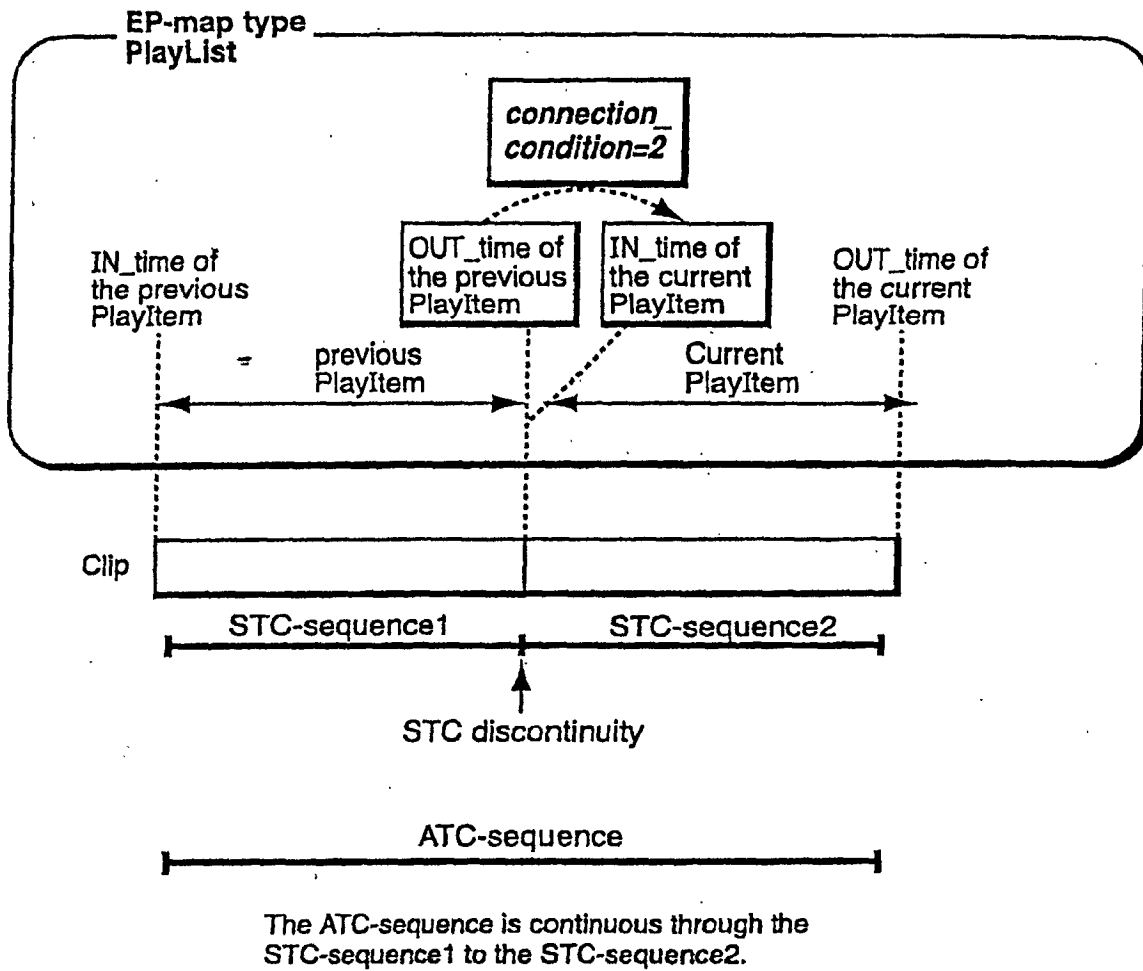 EP-map type
PlayList
connection_
condition=2
IN_time of
the previous
PlayItem
OUT_time of
the previous
PlayItem
IN_time of
the current
PlayItem
OUT_time of
the current
PlayItem
previous
PlayItem
Current
PlayItem
Clip
STC-sequence1
STC-sequence2
STC discontinuity
ATC-sequence
The ATC-sequence is continuous through the
STC-sequence1 to the STC-sequence2.